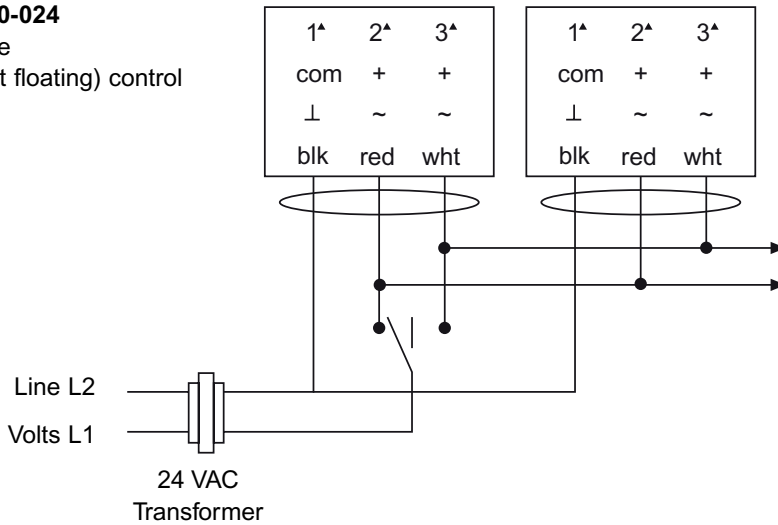 0-024
e
t floating) control
1▲ 2▲ 3▲
com + +
⊥ ~ ~
blk red wht
1▲ 2▲ 3▲
com + +
⊥ ~ ~
blk red wht
Line L2
Volts L1
24 VAC
Transformer